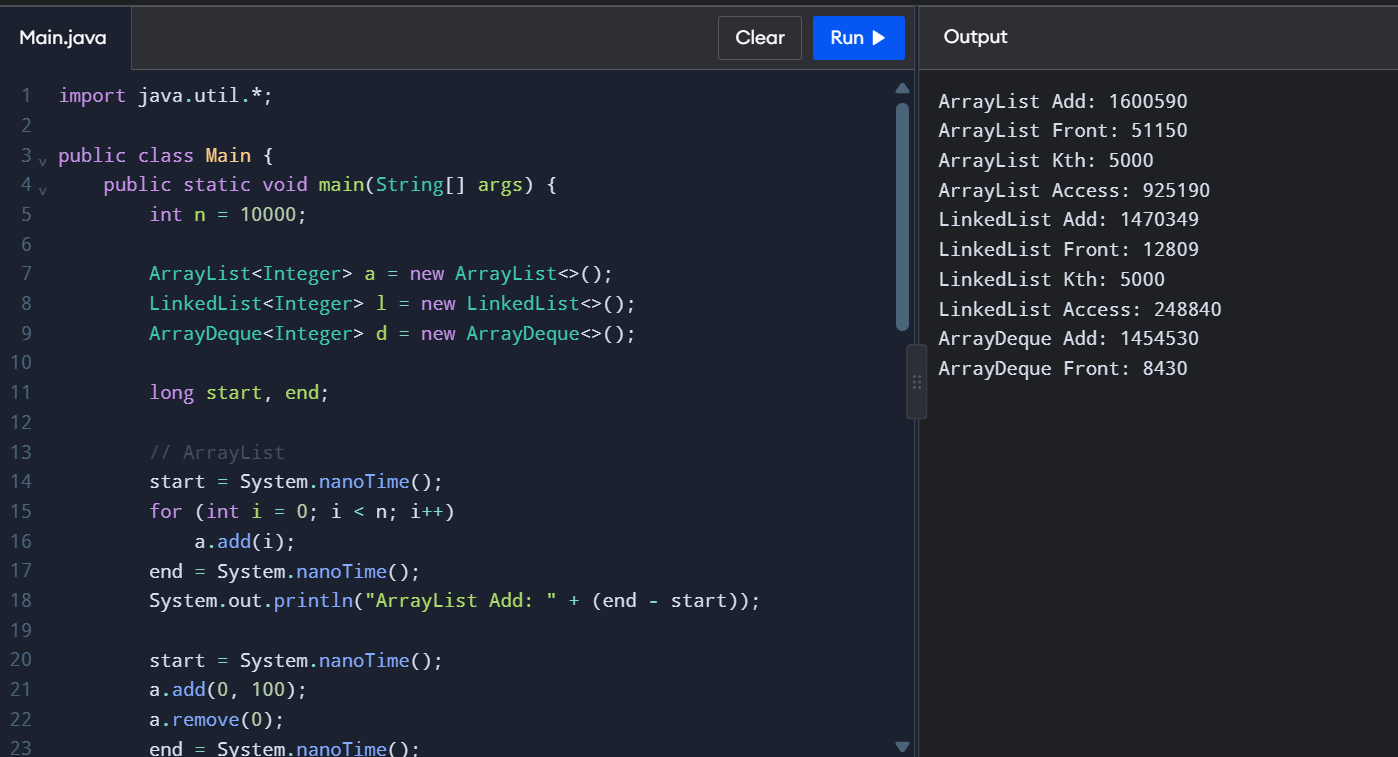 Main.java
Clear
Run
Output
1 import java.util.*;
2
3 public class Main {
4 public static void main(String[] args) {
5 int n = 10000;
6
7 ArrayList<Integer> a = new ArrayList<>();
8 LinkedList<Integer> l = new LinkedList<>();
9 ArrayDeque<Integer> d = new ArrayDeque<>();
10
11 long start, end;
12
13 // ArrayList
14 start = System.nanoTime();
15 for (int i = 0; i < n; i++)
16 a.add(i);
17 end = System.nanoTime();
18 System.out.println("ArrayList Add: " + (end - start));
19
20 start = System.nanoTime();
21 a.add(0, 100);
22 a.remove(0);
23 end = System.nanoTime();
ArrayList Add: 1600590
ArrayList Front: 51150
ArrayList Kth: 5000
ArrayList Access: 925190
LinkedList Add: 1470349
LinkedList Front: 12809
LinkedList Kth: 5000
LinkedList Access: 248840
ArrayDeque Add: 1454530
ArrayDeque Front: 8430